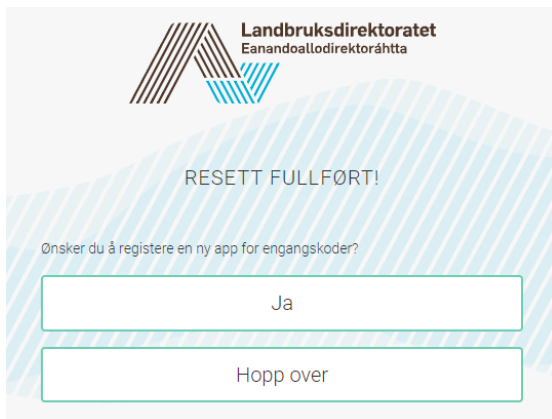 Landbruksdirektoratet
Eanandoallodirektoráhtta
RESETT FULLFØRT!
Ønsker du å registere en ny app for engangskoder?
Ja
Hopp over